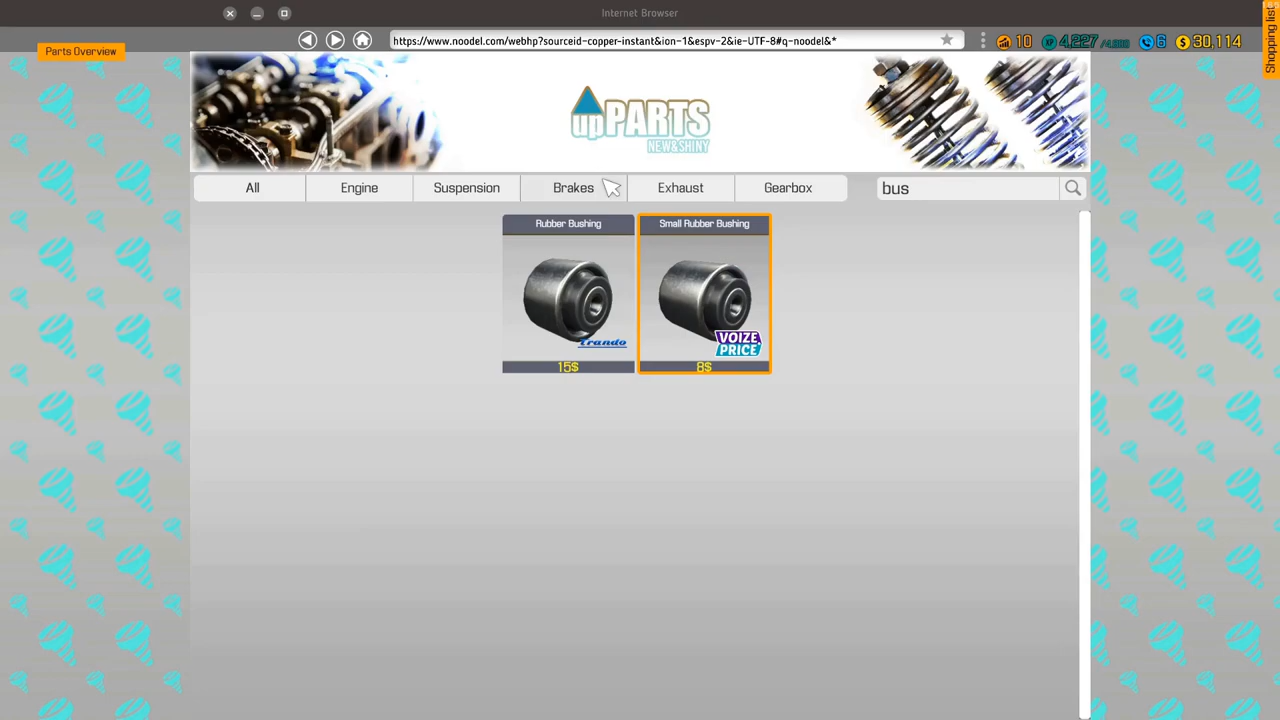 Internet Browser
Parts Overview
https://www.noodel.com/webhp?sourceid-copper-instant&ion-1&espv-2&ie-UTF-8#q-noodel&*
10
4,227
6
$ 30,114
Shopping list
upPARTS
NEW&SHINY
All
Engine
Suspension
Brakes
Exhaust
Gearbox
bus
Rubber Bushing
Small Rubber Bushing
VOIZE
PRICE
15$
8$